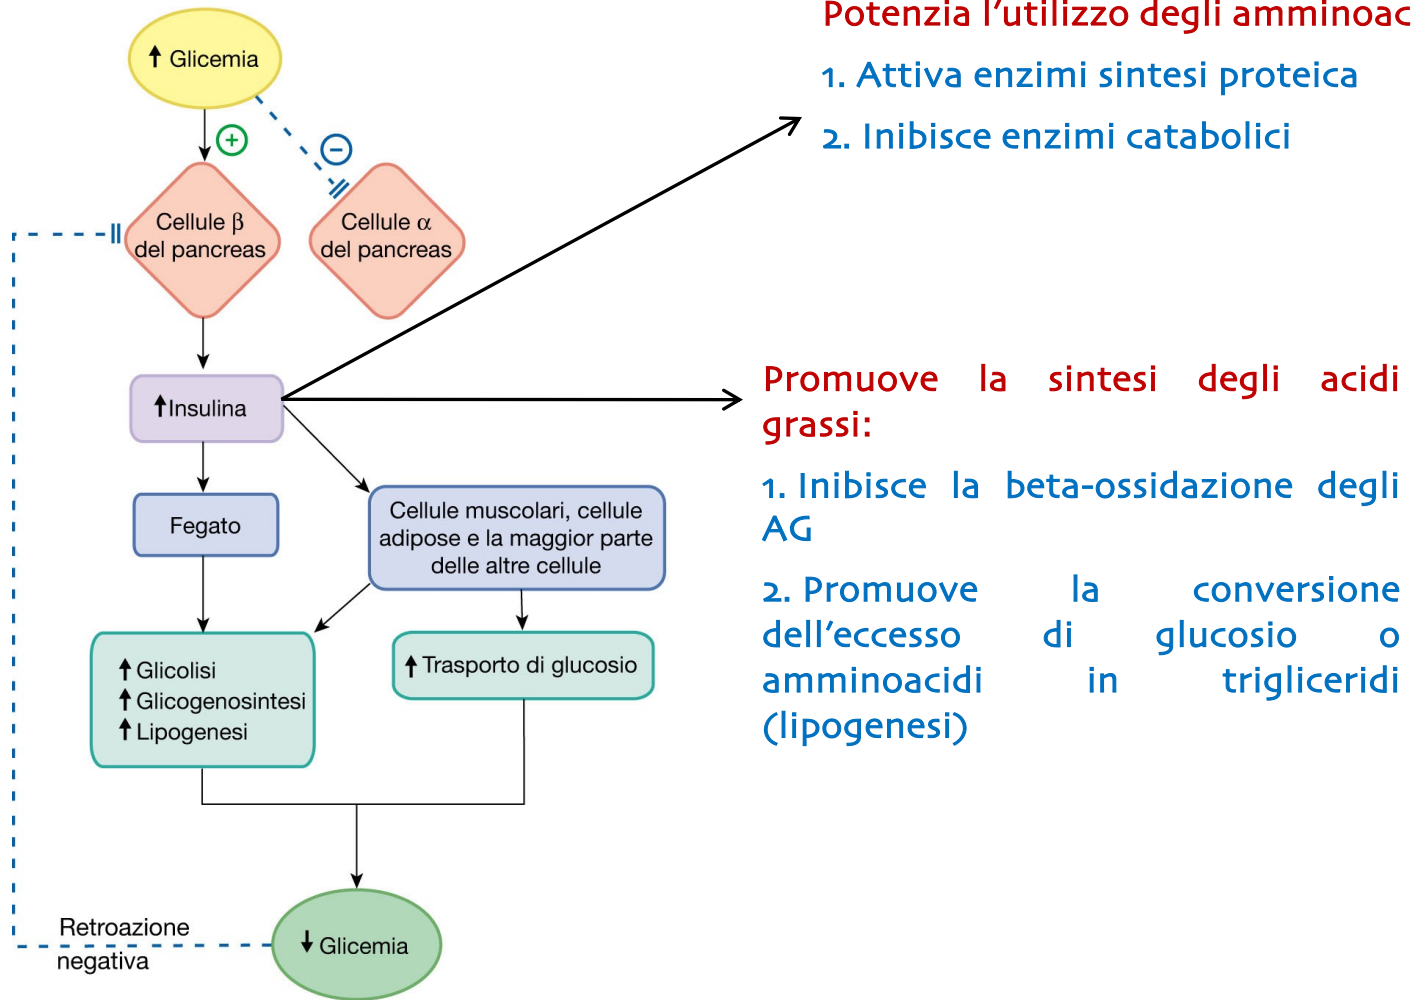 Potenzia l'utilizzo degli amminoac
1. Attiva enzimi sintesi proteica
2. Inibisce enzimi catabolici
↑ Glicemia
+
−
Cellule β
del pancreas
Cellule α
del pancreas
↑Insulina
Promuove la sintesi degli acidi
grassi:
1. Inibisce la beta-ossidazione degli
AG
2. Promuove la conversione
dell'eccesso di glucosio o
amminoacidi in trigliceridi
(lipogenesi)
Fegato
Cellule muscolari, cellule
adipose e la maggior parte
delle altre cellule
↑ Glicolisi
↑ Glicogenosintesi
↑ Lipogenesi
↑ Trasporto di glucosio
Retroazione
negativa
↓ Glicemia